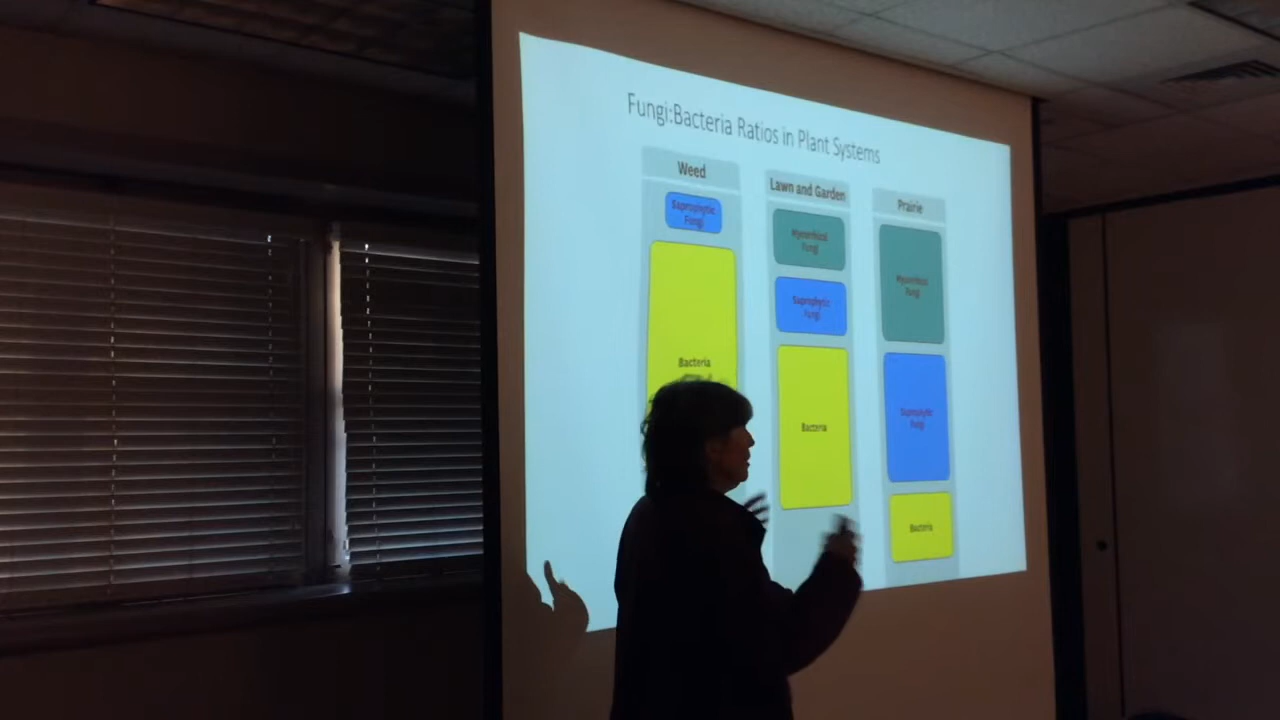 Fungi:Bacteria Ratios in Plant Systems
Weed
Saprophytic
Fungi
Bacteria
Lawn and Garden
Mycorrhizal
Fungi
Saprophytic
Fungi
Bacteria
Prairie
Mycorrhizal
Fungi
Saprophytic
Fungi
Bacteria